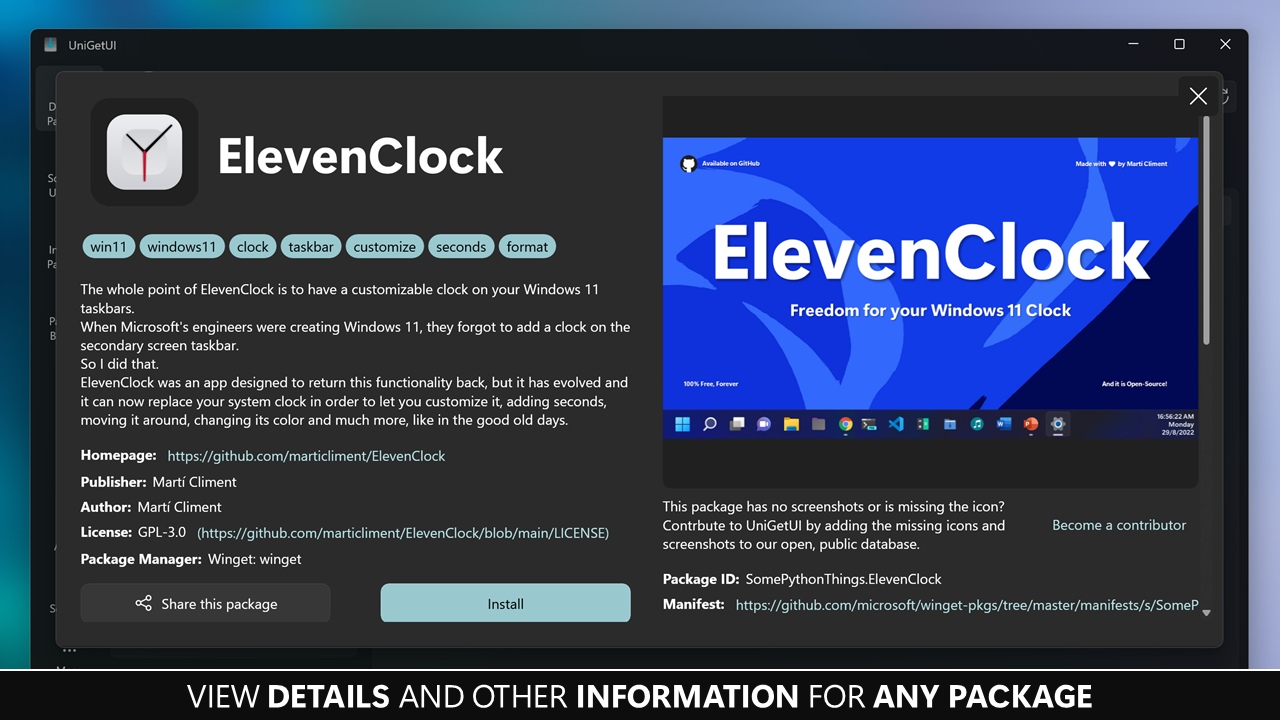 UniGetUI
ElevenClock
win11 windows11 clock taskbar customize seconds format
The whole point of ElevenClock is to have a customizable clock on your Windows 11
taskbars.
When Microsoft's engineers were creating Windows 11, they forgot to add a clock on the
secondary screen taskbar.
So I did that.
ElevenClock was an app designed to return this functionality back, but it has evolved and
it can now replace your system clock in order to let you customize it, adding seconds,
moving it around, changing its color and much more, like in the good old days.
Homepage: https://github.com/marticliment/ElevenClock
Publisher: Martí Climent
Author: Martí Climent
License: GPL-3.0 (https://github.com/marticliment/ElevenClock/blob/main/LICENSE)
Package Manager: Winget: winget
Share this package
Install
Available on GitHub
Made with ❤ by Martí Climent
ElevenClock
Freedom for your Windows 11 Clock
100% Free, Forever
And it is Open-Source!
16:56:22 AM
Monday
29/8/2022
This package has no screenshots or is missing the icon?
Contrbute to UniGetUI by adding the missing icons and
screenshots to our open, public database.
Become a contributor
Package ID: SomePythonThings.ElevenClock
Manifest: https://github.com/microsoft/winget-pkgs/tree/master/manifests/s/SomeP
VIEW DETAILS AND OTHER INFORMATION FOR ANY PACKAGE